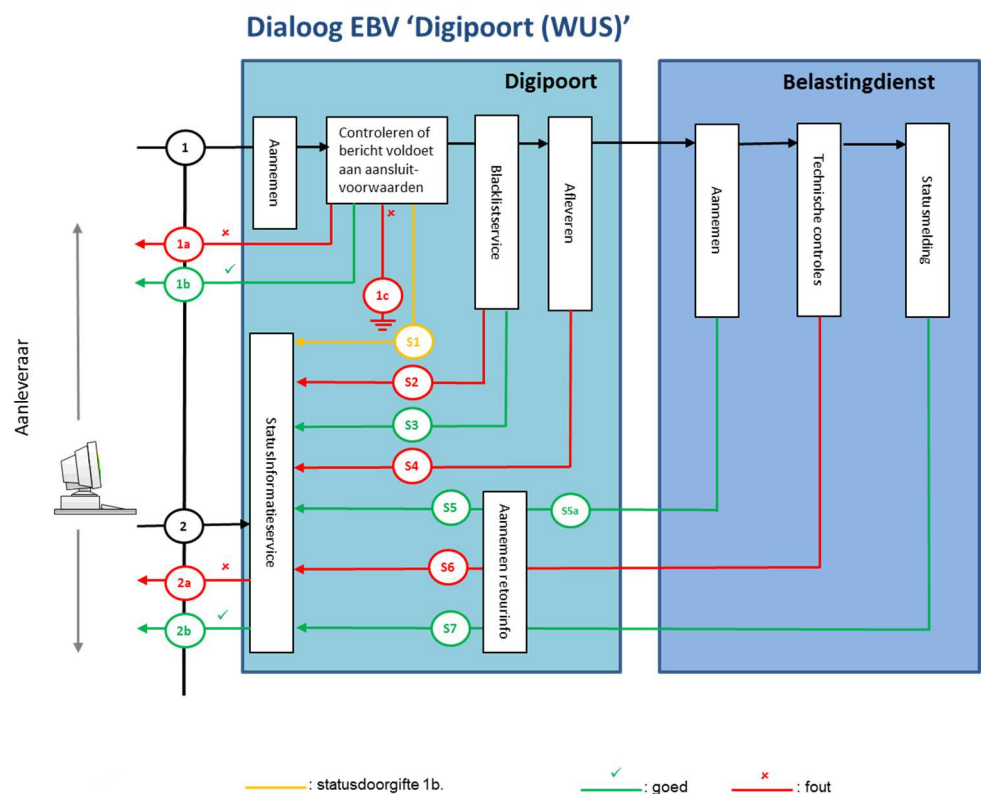 Dialoog EBV ‘Digipoort (WUS)’
Digipoort
Belastingdienst
1
Aannemen
Controleren of
bericht voldoet
aan aansluit-
voorwaarden
Blacklistservice
Afleveren
Aannemen
Technische controles
Statusmelding
1a
1b
1c
S1
S2
S3
S4
S5
S5a
S6
S7
StatusInformatieservice
Aannemen retourinfo
Aanleveraar
2
2a
2b
: statusdoorgifte 1b.
: goed
: fout